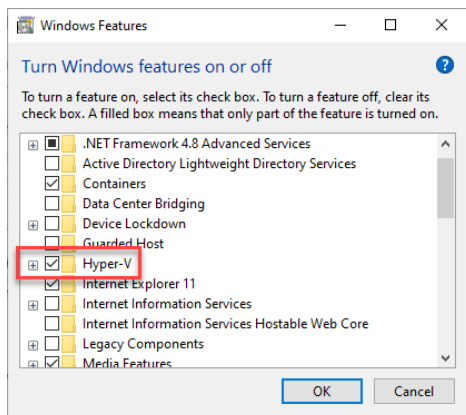 Windows Features
Turn Windows features on or off
To turn a feature on, select its check box. To turn a feature off, clear its
check box. A filled box means that only part of the feature is turned on.
.NET Framework 4.8 Advanced Services
Active Directory Lightweight Directory Services
Containers
Data Center Bridging
Device Lockdown
Guarded Host
Hyper-V
Internet Explorer 11
Internet Information Services
Internet Information Services Hostable Web Core
Legacy Components
Media Features
OK Cancel